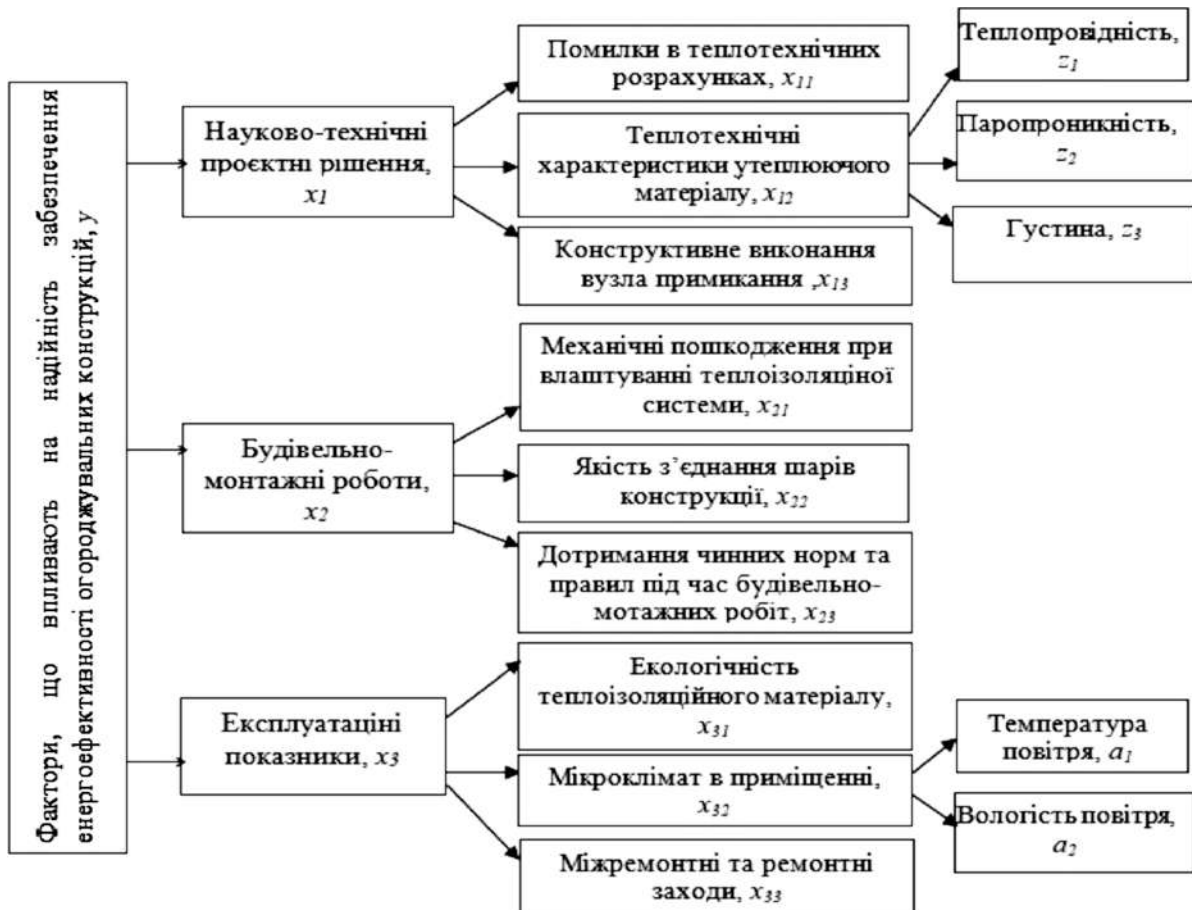 Фактори, що впливають на надійність забезпечення
енергоефективності огороджувальних конструкцій, y
Науково-технічні
проєктні рішення,
x1
Помилки в теплотехнічних
розрахунках, x11
Теплотехнічні
характеристики утеплюючого
матеріалу, x12
Конструктивне виконання
вузла примикання ,x13
Теплопровідність,
z1
Паропроникність,
z2
Густина, z3
Будівельно-
монтажні роботи,
x2
Механічні пошкодження при
влаштуванні теплоізоляціної
системи, x21
Якість з’єднання шарів
конструкції, x22
Дотримання чинних норм та
правил під час будівельно-
мотажних робіт, x23
Експлуатаціні
показники, x3
Екологічність
теплоізоляційного матеріалу,
x31
Мікроклімат в приміщенні,
x32
Міжремонтні та ремонтні
заходи, x33
Температура
повітря, a1
Вологість повітря,
a2